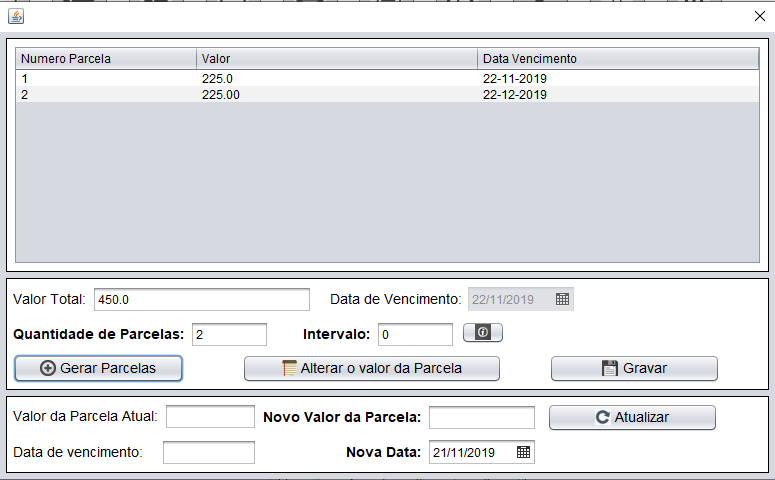 Numero Parcela Valor Data Vencimento
1 225.0 22-11-2019
2 225.00 22-12-2019
Valor Total: 450.0 Data de Vencimento: 22/11/2019
Quantidade de Parcelas: 2 Intervalo: 0
Gerar Parcelas Alterar o valor da Parcela Gravar
Valor da Parcela Atual: Novo Valor da Parcela: Atualizar
Data de vencimento: Nova Data: 21/11/2019